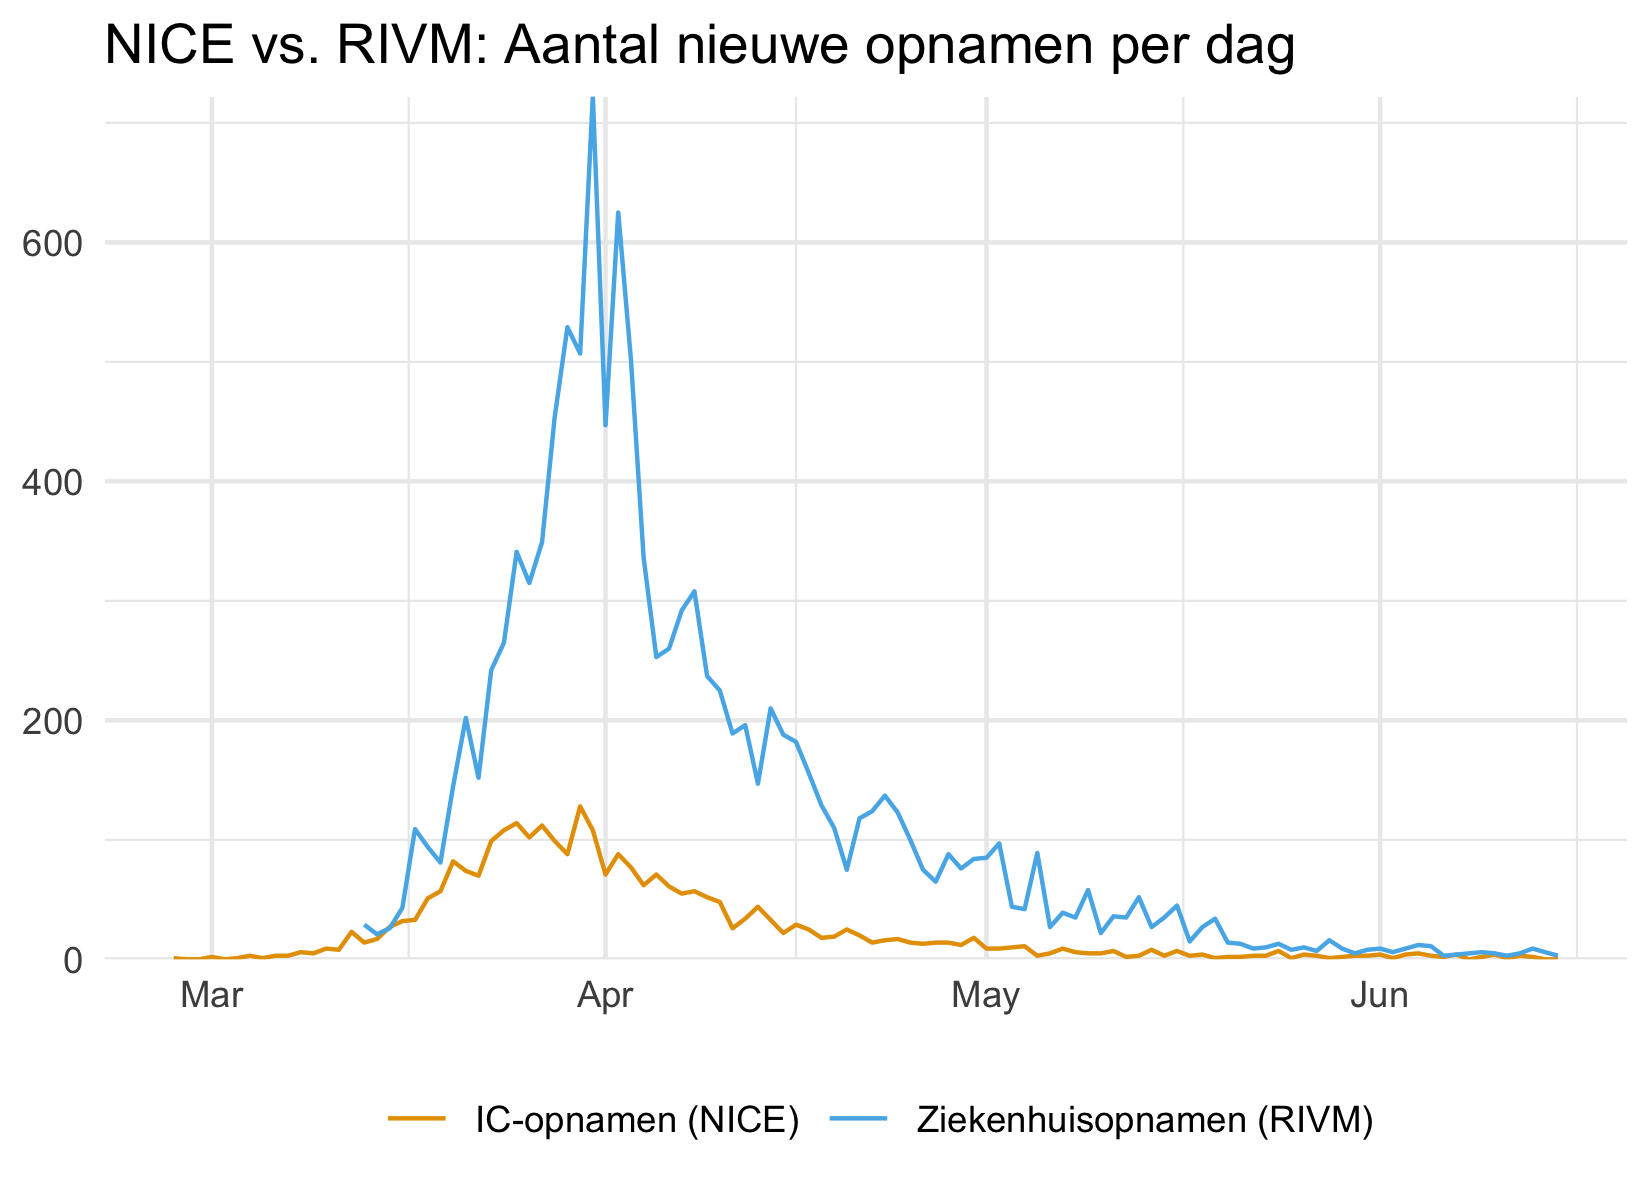 NICE vs. RIVM: Aantal nieuwe opnamen per dag
600
400
200
0
Mar Apr May Jun
IC-opnamen (NICE) Ziekenhuisopnamen (RIVM)